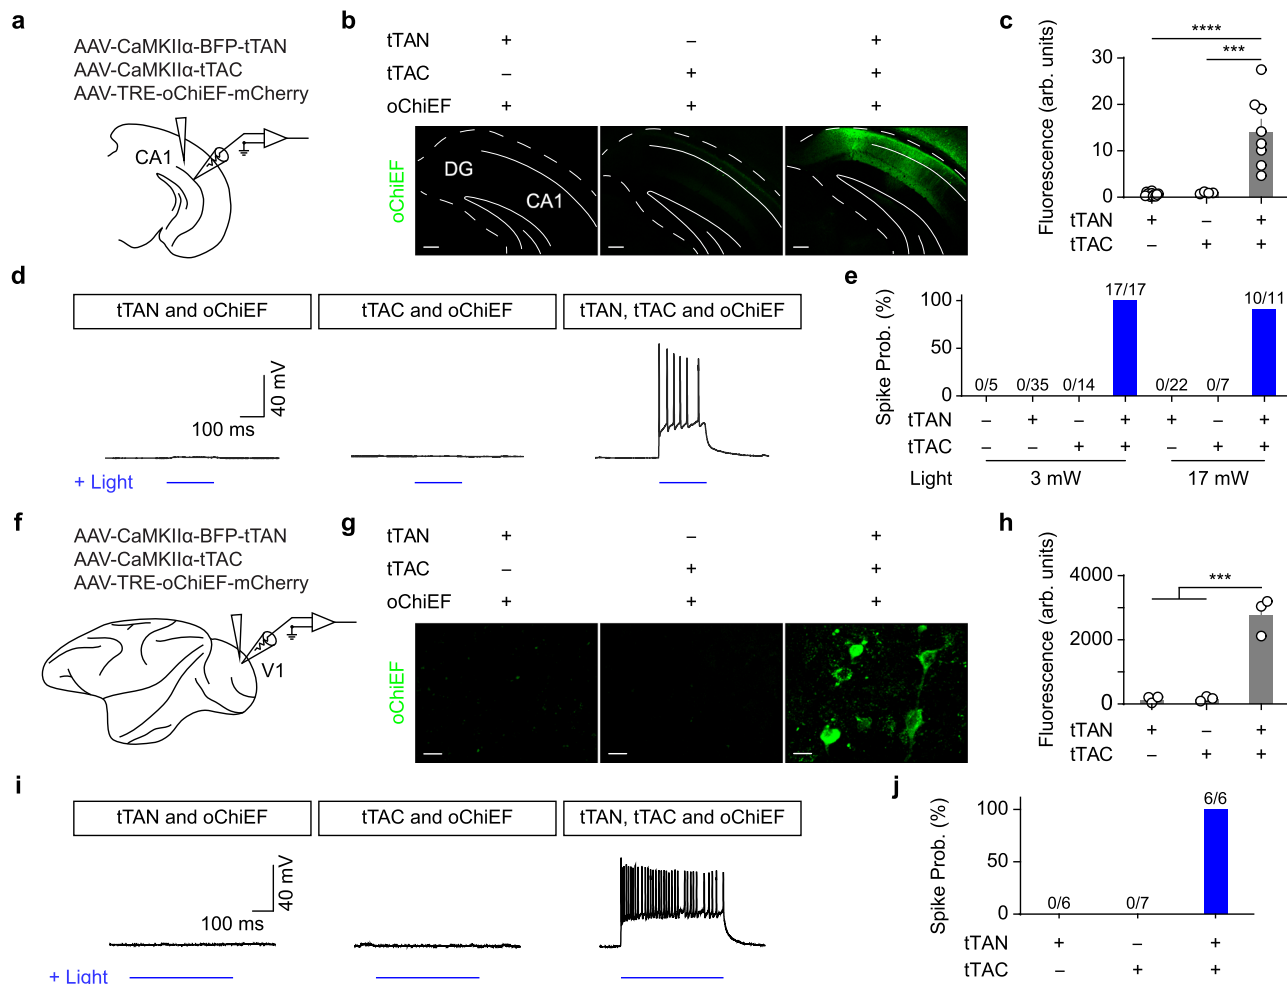 a
AAV-CaMKIIα-BFP-tTAN
AAV-CaMKIIα-tTAC
AAV-TRE-oChiEF-mCherry
CA1
b
tTAN + – +
tTAC – + +
oChiEF + + +
oChiEF
DG
CA1
c
Fluorescence (arb. units)
****
***
30
20
10
0
tTAN + – +
tTAC – + +
d
tTAN and oChiEF
tTAC and oChiEF
tTAN, tTAC and oChiEF
40 mV
100 ms
+ Light
e
Spike Prob. (%)
100
50
0
0/5 0/35 0/14 17/17 0/22 0/7 10/11
tTAN – + – + + – +
tTAC – – + + – + +
Light 3 mW 17 mW
f
AAV-CaMKIIα-BFP-tTAN
AAV-CaMKIIα-tTAC
AAV-TRE-oChiEF-mCherry
V1
g
tTAN + – +
tTAC – + +
oChiEF + + +
oChiEF
h
Fluorescence (arb. units)
***
4000
2000
0
tTAN + – +
tTAC – + +
i
tTAN and oChiEF
tTAC and oChiEF
tTAN, tTAC and oChiEF
40 mV
100 ms
+ Light
j
Spike Prob. (%)
100
50
0
0/6 0/7 6/6
tTAN + – +
tTAC – + +